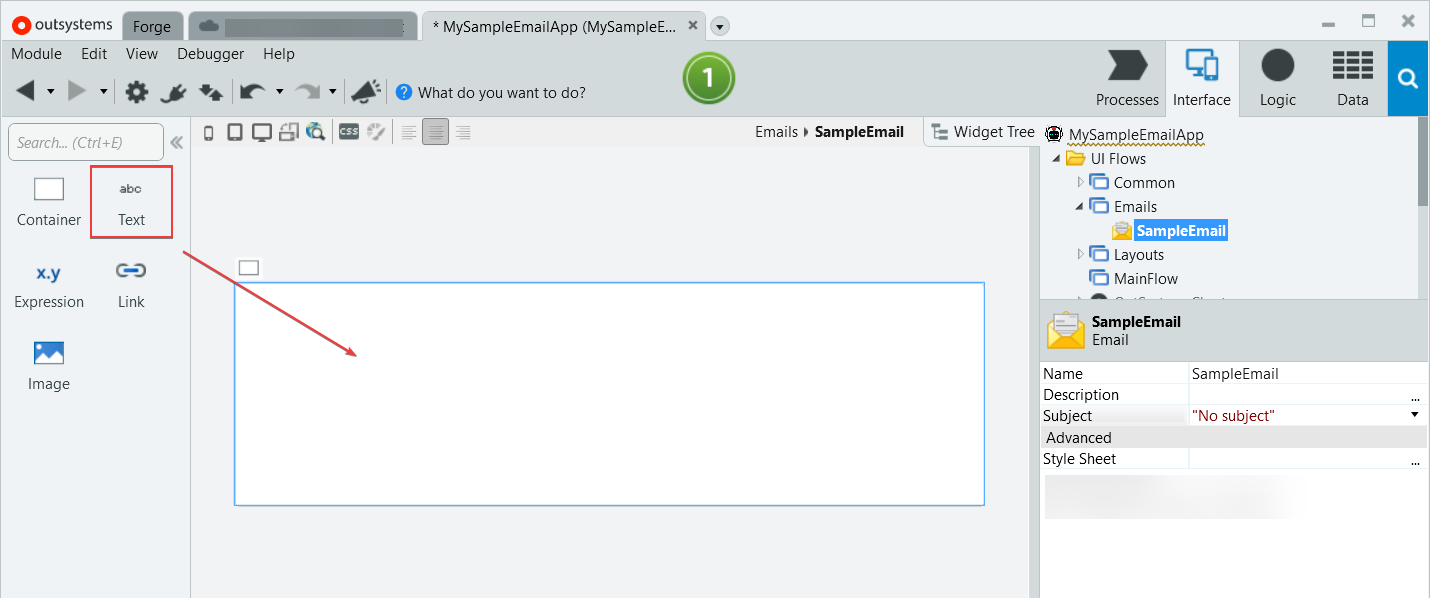 outsystems
Forge
* MySampleEmailApp (MySampleE...
Module Edit View Debugger Help
1
What do you want to do?
Processes
Interface
Logic
Data
Search... (Ctrl+E)
CSS
Emails SampleEmail
Widget Tree
abc
Container
Text
x.y
Expression
Link
Image
MySampleEmailApp
UI Flows
Common
Emails
SampleEmail
Layouts
MainFlow
SampleEmail
Email
Name SampleEmail
Description ...
Subject "No subject"
Advanced
Style Sheet ...